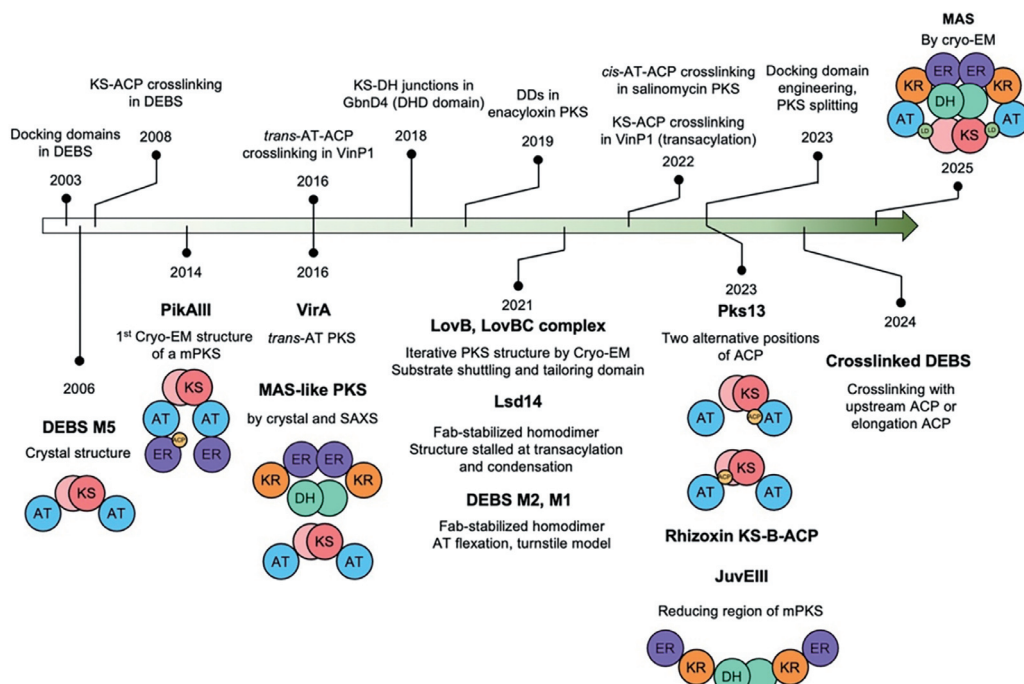 MAS
By cryo-EM
ER
ER
KR
KR
DH
AT
AT
LD
KS
LD
2025
KS-ACP crosslinking
in DEBS
2008
Docking domains
in DEBS
2003
trans-AT-ACP
crosslinking in VinP1
2016
KS-DH junctions in
GbnD4 (DHD domain)
2018
DDs in
enacyloxin PKS
2019
cis-AT-ACP crosslinking
in salinomycin PKS
KS-ACP crosslinking
in VinP1 (transacylation)
2022
Docking domain
engineering,
PKS splitting
2023
2006
DEBS M5
Crystal structure
KS
AT
AT
2014
PikAIII
1st Cryo-EM structure
of a mPKS
KS
AT
AT
ACP
ER
ER
2016
VirA
trans-AT PKS
MAS-like PKS
by crystal and SAXS
ER
ER
KR
KR
DH
KS
AT
AT
2021
LovB, LovBC complex
Iterative PKS structure by Cryo-EM
Substrate shuttling and tailoring domain
Lsd14
Fab-stabilized homodimer
Structure stalled at transacylation
and condensation
DEBS M2, M1
Fab-stabilized homodimer
AT flexation, turnstile model
2023
Pks13
Two alternative positions
of ACP
KS
AT
ACP
AT
KS
ACP
AT
AT
Rhizoxin KS-B-ACP
JuvEIII
Reducing region of mPKS
ER
ER
KR
KR
DH
2024
Crosslinked DEBS
Crosslinking with
upstream ACP or
elongation ACP